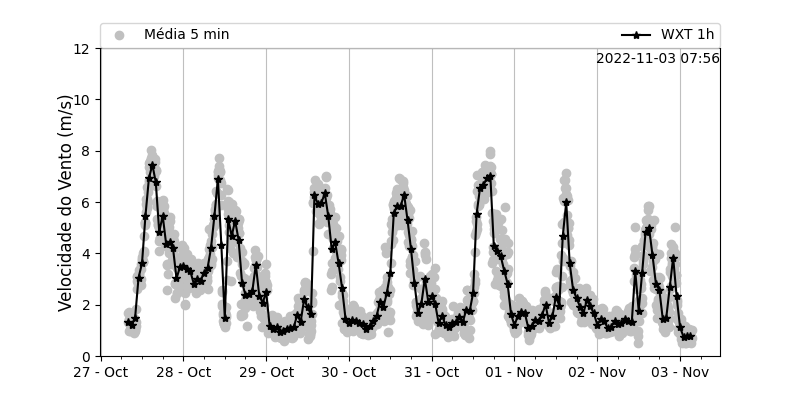 Média 5 min
WXT 1h
2022-11-03 07:56
Velocidade do Vento (m/s)
12
10
8
6
4
2
0
27 - Oct
28 - Oct
29 - Oct
30 - Oct
31 - Oct
01 - Nov
02 - Nov
03 - Nov